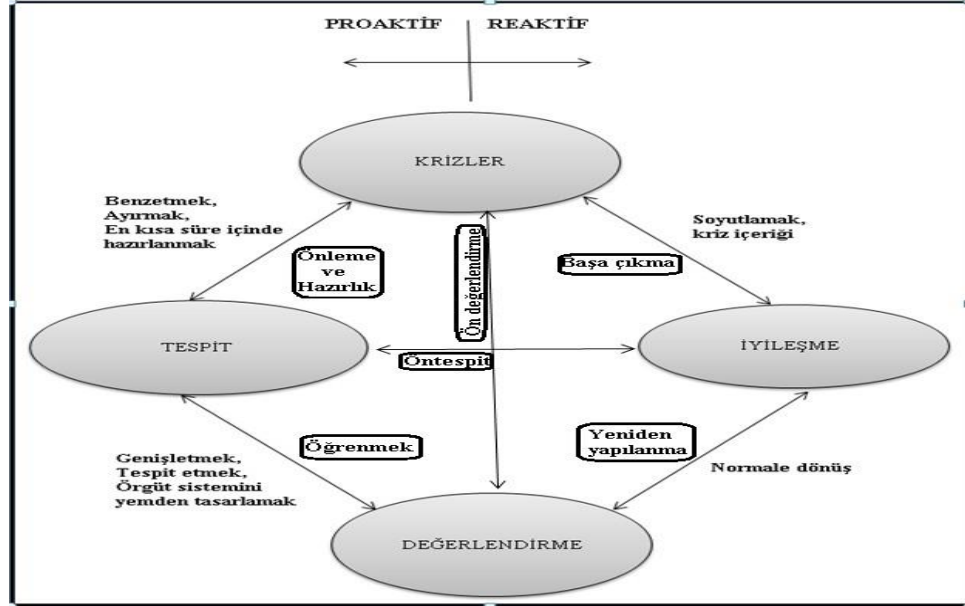 PROAKTİF
REAKTİF
KRİZLER
Benzetmek,
Ayırmak,
En kısa süre içinde
hazırlanmak
Soyutlamak,
kriz içeriği
Önleme
ve
Hazırlık
Ön değerlendirme
Başa çıkma
TESPİT
İYİLEŞME
Öntespit
Öğrenmek
Yeniden
yapılanma
Genişletmek,
Tespit etmek,
Örgüt sistemini
yemden tasarlamak
Normale dönüş
DEĞERLENDİRME